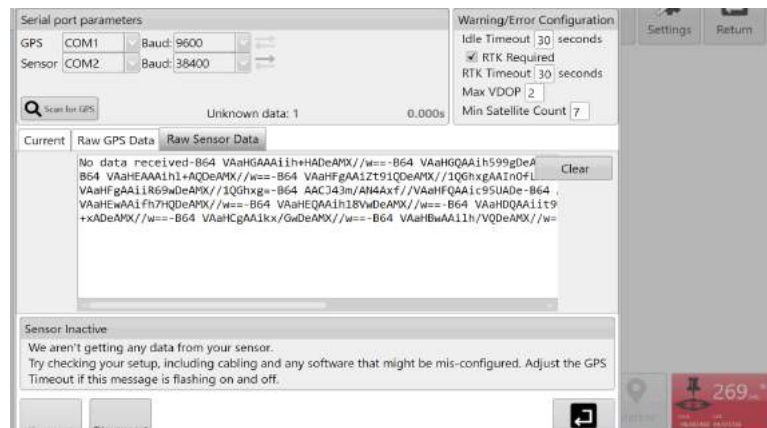 Serial port parameters
GPS COM1 Baud: 9600
Sensor COM2 Baud: 38400
Scan for GPS
Unknown data: 1 0.000s
Warning/Error Configuration
Idle Timeout 30 seconds
RTK Required
RTK Timeout 30 seconds
Max VDOP 2
Min Satellite Count 7
Settings Return
Current Raw GPS Data Raw Sensor Data
No data received-B64 VAaHGAAAiih+HADeAMX//w==-B64 VAaHGQAAih599gDeA
B64 VAaHEAAAihl+AQDeAMX//w==-B64 VAaHFgAAiZt9iQDeAMX//1QGhxgAAInOfL
VAaHFgAAiiR69wDeAMX//1QGhxg=-B64 AACJ43m/AN4Axf//VAaHFQAAic95UADe-B64
VAaHEwAAifh7HQDeAMX//w==-B64 VAaHEQAAih18VwDeAMX//w==-B64 VAaHDQAAiit9
+xADeAMX//w==-B64 VAaHCgAAikx/GwDeAMX//w==-B64 VAaHBwAAilh/VQDeAMX//w=
Clear
Sensor Inactive
We aren't getting any data from your sensor.
Try checking your setup, including cabling and any software that might be mis-configured. Adjust the GPS
Timeout if this message is flashing on and off.
269